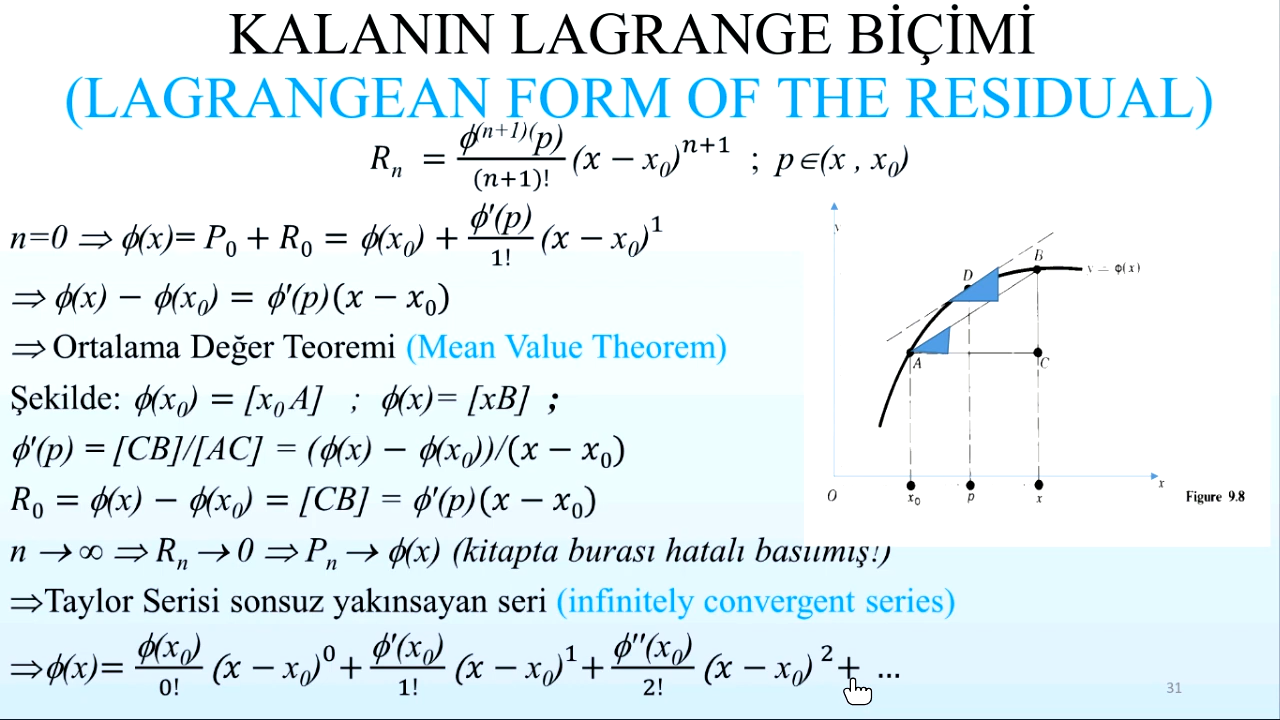 KALANIN LAGRANGE BİÇİMİ
(LAGRANGEAN FORM OF THE RESIDUAL)
Rₙ = ϕ⁽ⁿ⁺¹⁾⁽p)/(n+1)! (x − x₀)ⁿ⁺¹ ; p∈(x , x₀)
n=0 ⇒ ϕ(x)= P₀ + R₀ = ϕ(x₀) + ϕ′(p)/1! (x − x₀)¹
⇒ ϕ(x) − ϕ(x₀) = ϕ′(p)(x − x₀)
⇒ Ortalama Değer Teoremi (Mean Value Theorem)
Şekilde: ϕ(x₀) = [x₀A] ; ϕ(x)= [xB] ;
ϕ′(p) = [CB]/[AC] = (ϕ(x) − ϕ(x₀))/(x − x₀)
R₀ = ϕ(x) − ϕ(x₀) = [CB] = ϕ′(p)(x − x₀)
n → ∞ ⇒ Rₙ → 0 ⇒ Pₙ → ϕ(x) (kitapta burası hatalı basılmış!)
⇒Taylor Serisi sonsuz yakınsayan seri (infinitely convergent series)
⇒ϕ(x)= ϕ(x₀)/0! (x − x₀)⁰+ ϕ′(x₀)/1! (x − x₀)¹+ ϕ′′(x₀)/2! (x − x₀)²+ ...
y
B
y = ϕ(x)
D
A
C
O
x₀
p
x
x
Figure 9.8
31